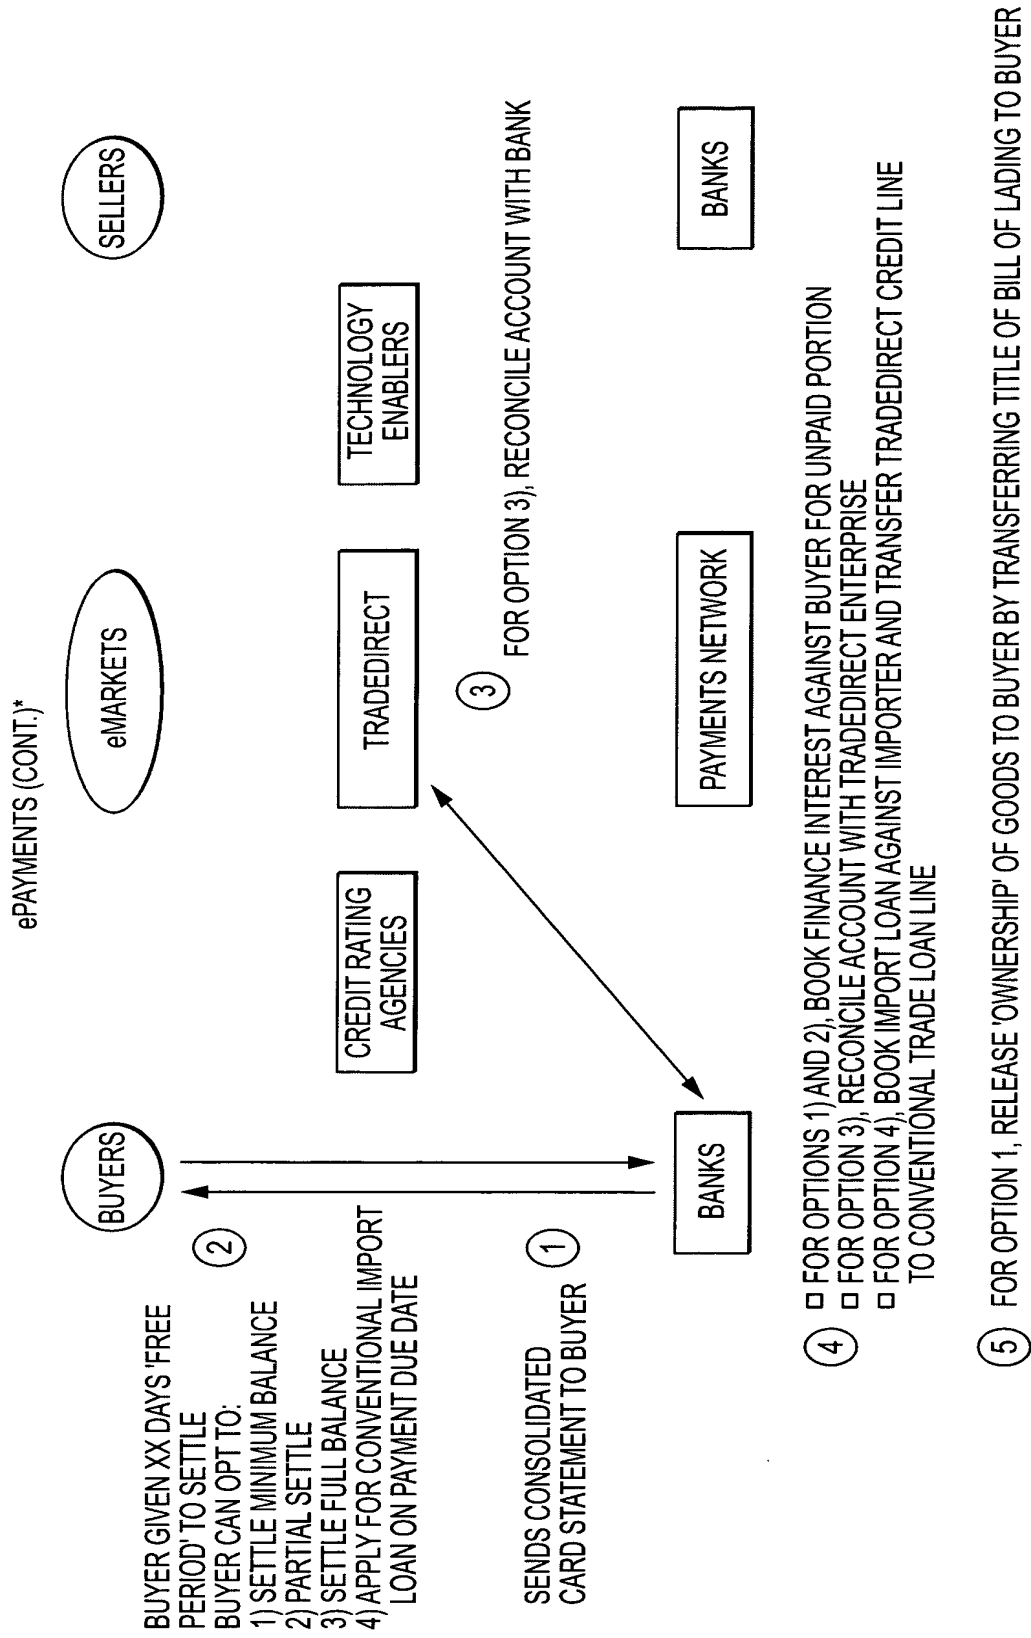 ePAYMENTS (CONT.)*
BUYERS
eMARKETS
SELLERS
BUYER GIVEN XX DAYS 'FREE
PERIOD' TO SETTLE
BUYER CAN OPT TO:
1) SETTLE MINIMUM BALANCE
2) PARTIAL SETTLE
3) SETTLE FULL BALANCE
4) APPLY FOR CONVENTIONAL IMPORT
LOAN ON PAYMENT DUE DATE
2
CREDIT RATING
AGENCIES
TRADEDIRECT
TECHNOLOGY
ENABLERS
3
FOR OPTION 3), RECONCILE ACCOUNT WITH BANK
SENDS CONSOLIDATED
CARD STATEMENT TO BUYER
1
BANKS
PAYMENTS NETWORK
BANKS
4
FOR OPTIONS 1) AND 2), BOOK FINANCE INTEREST AGAINST BUYER FOR UNPAID PORTION
FOR OPTION 3), RECONCILE ACCOUNT WITH TRADEDIRECT ENTERPRISE
FOR OPTION 4), BOOK IMPORT LOAN AGAINST IMPORTER AND TRANSFER TRADEDIRECT CREDIT LINE
TO CONVENTIONAL TRADE LOAN LINE
5 FOR OPTION 1, RELEASE 'OWNERSHIP' OF GOODS TO BUYER BY TRANSFERRING TITLE OF BILL OF LADING TO BUYER